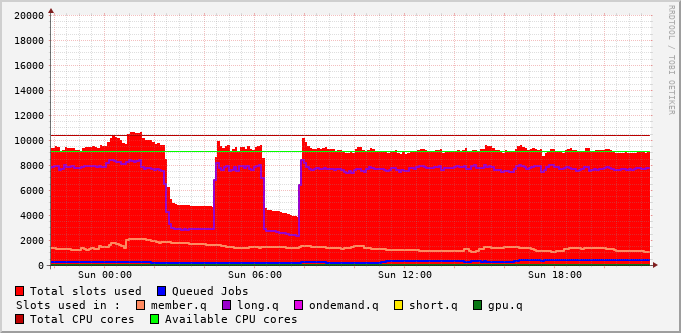 20000
18000
16000
14000
12000
10000
8000
6000
4000
2000
0
Sun 00:00 Sun 06:00 Sun 12:00 Sun 18:00
RRDTOOL / TOBI OETIKER
Total slots used Queued Jobs
Slots used in : member.q long.q ondemand.q short.q gpu.q
Total CPU cores Available CPU cores